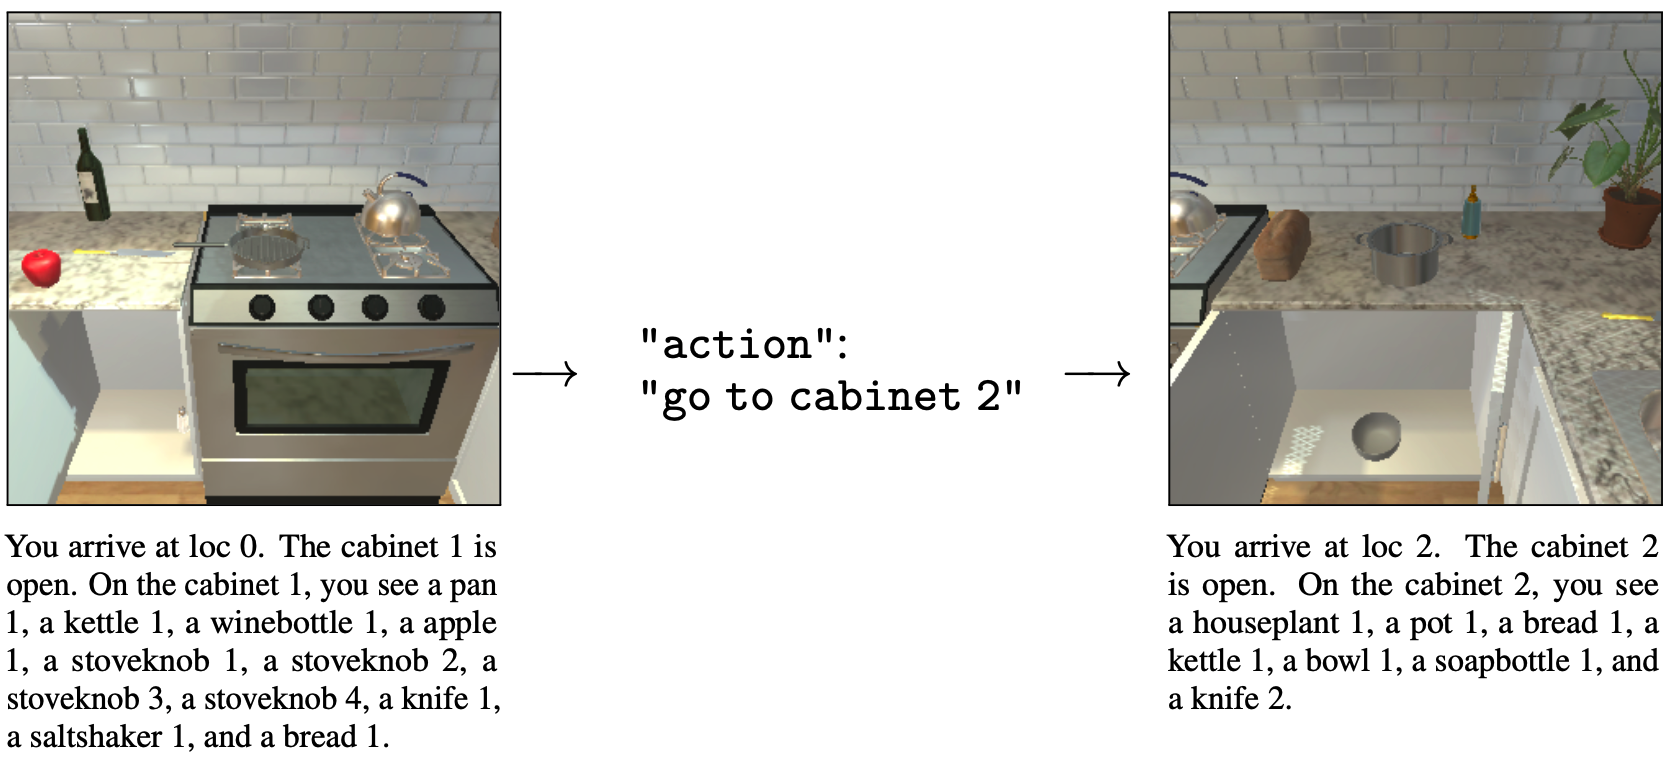 "action":
"go to cabinet 2"
You arrive at loc 0. The cabinet 1 is
open. On the cabinet 1, you see a pan
1, a kettle 1, a winebottle 1, a apple
1, a stoveknob 1, a stoveknob 2, a
stoveknob 3, a stoveknob 4, a knife 1,
a saltshaker 1, and a bread 1.
You arrive at loc 2. The cabinet 2
is open. On the cabinet 2, you see
a houseplant 1, a pot 1, a bread 1, a
kettle 1, a bowl 1, a soapbottle 1, and
a knife 2.